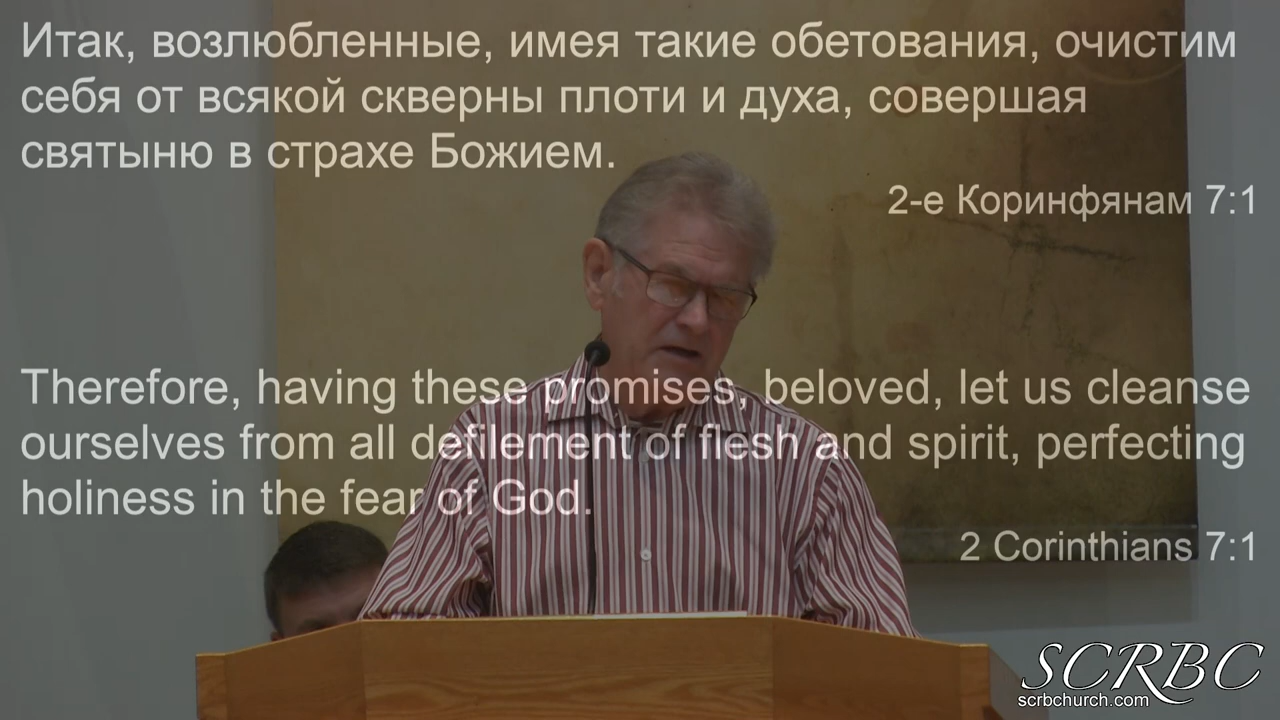 Итак, возлюбленные, имея такие обетования, очистим
себя от всякой скверны плоти и духа, совершая
святыню в страхе Божием.
2-е Коринфянам 7:1
Therefore, having these promises, beloved, let us cleanse
ourselves from all defilement of flesh and spirit, perfecting
holiness in the fear of God.
2 Corinthians 7:1
SCRBC
scrbchurch.com